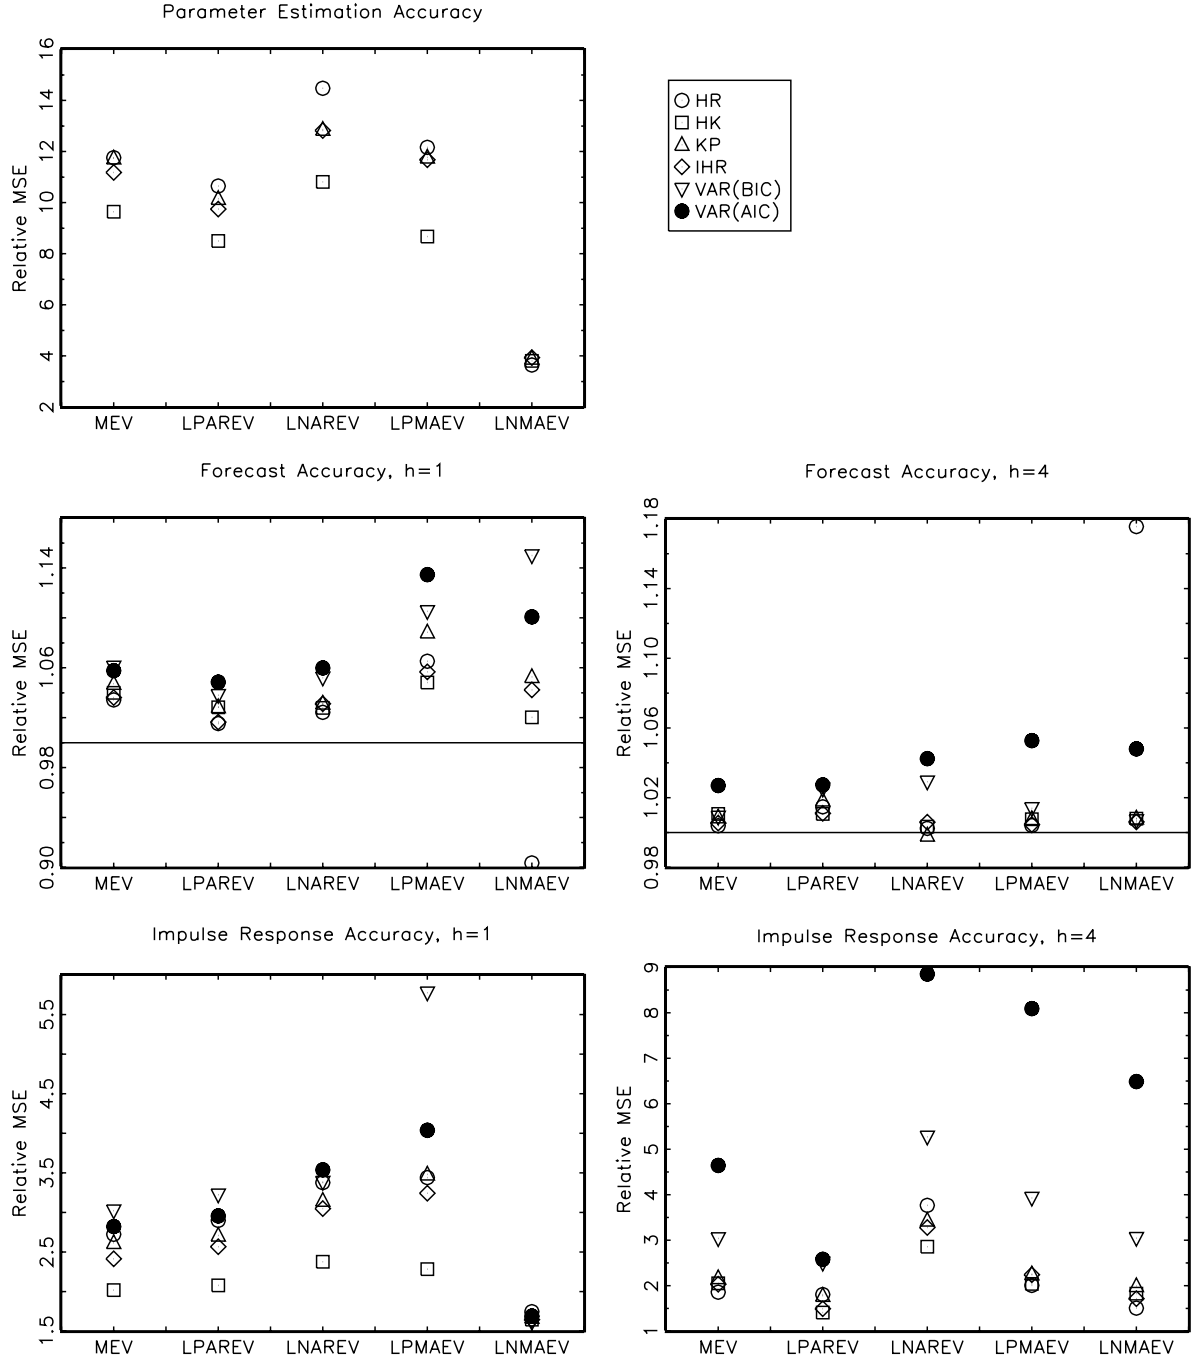 Parameter Estimation Accuracy
Relative MSE
16
14
12
10
8
6
4
2
MEV LPAREV LNAREV LPMAEV LNMAEV
HR
HK
KP
IHR
VAR(BIC)
VAR(AIC)
Forecast Accuracy, h=1
Relative MSE
1.14
1.06
0.98
0.90
MEV LPAREV LNAREV LPMAEV LNMAEV
Forecast Accuracy, h=4
Relative MSE
1.18
1.14
1.10
1.06
1.02
0.98
MEV LPAREV LNAREV LPMAEV LNMAEV
Impulse Response Accuracy, h=1
Relative MSE
5.5
4.5
3.5
2.5
1.5
MEV LPAREV LNAREV LPMAEV LNMAEV
Impulse Response Accuracy, h=4
Relative MSE
9
8
7
6
5
4
3
2
1
MEV LPAREV LNAREV LPMAEV LNMAEV